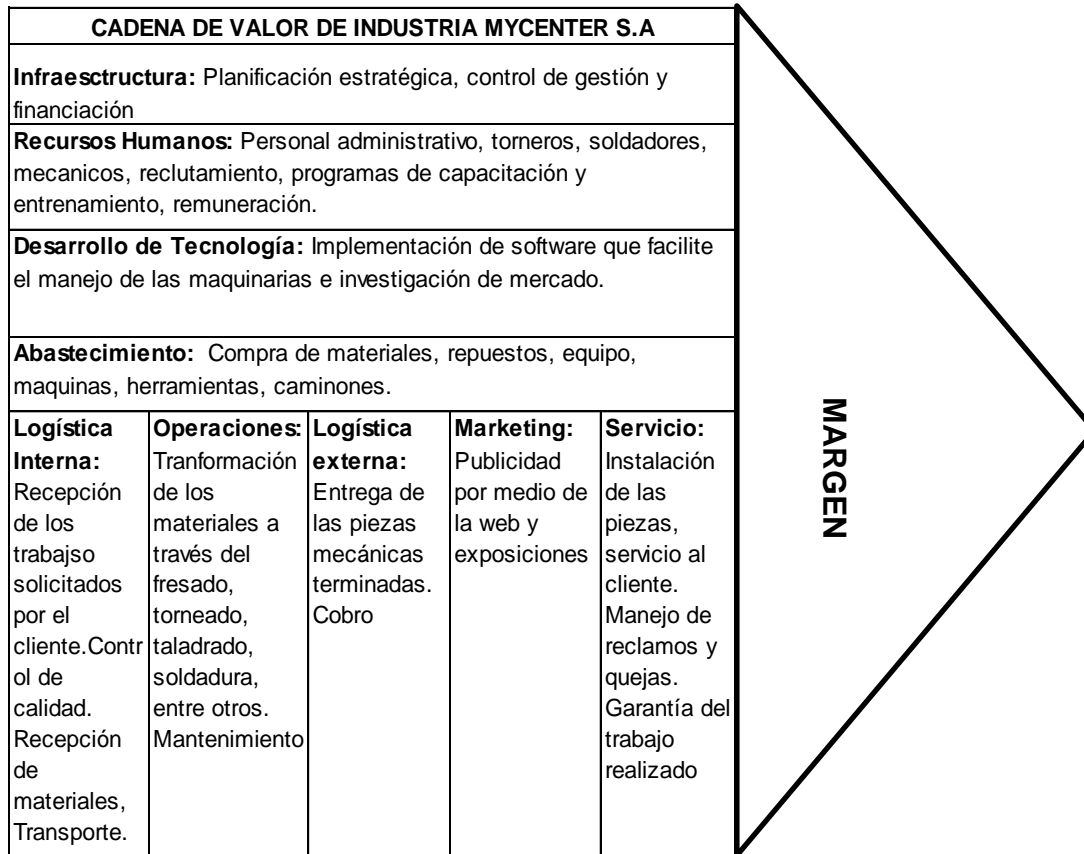 CADENA DE VALOR DE INDUSTRIA MYCENTER S.A
Infraesctructura: Planificación estratégica, control de gestión y
financiación
Recursos Humanos: Personal administrativo, torneros, soldadores,
mecanicos, reclutamiento, programas de capacitación y
entrenamiento, remuneración.
Desarrollo de Tecnología: Implementación de software que facilite
el manejo de las maquinarias e investigación de mercado.
Abastecimiento: Compra de materiales, repuestos, equipo,
maquinas, herramientas, caminones.
Logística
Interna:
Recepción
de los
trabajso
solicitados
por el
cliente.Contr
ol de
calidad.
Recepción
de
materiales,
Transporte.
Operaciones:
Tranformación
de los
materiales a
través del
fresado,
torneado,
taladrado,
soldadura,
entre otros.
Mantenimiento
Logística
externa:
Entrega de
las piezas
mecánicas
terminadas.
Cobro
Marketing:
Publicidad
por medio de
la web y
exposiciones
Servicio:
Instalación
de las
piezas,
servicio al
cliente.
Manejo de
reclamos y
quejas.
Garantía del
trabajo
realizado
MARGEN